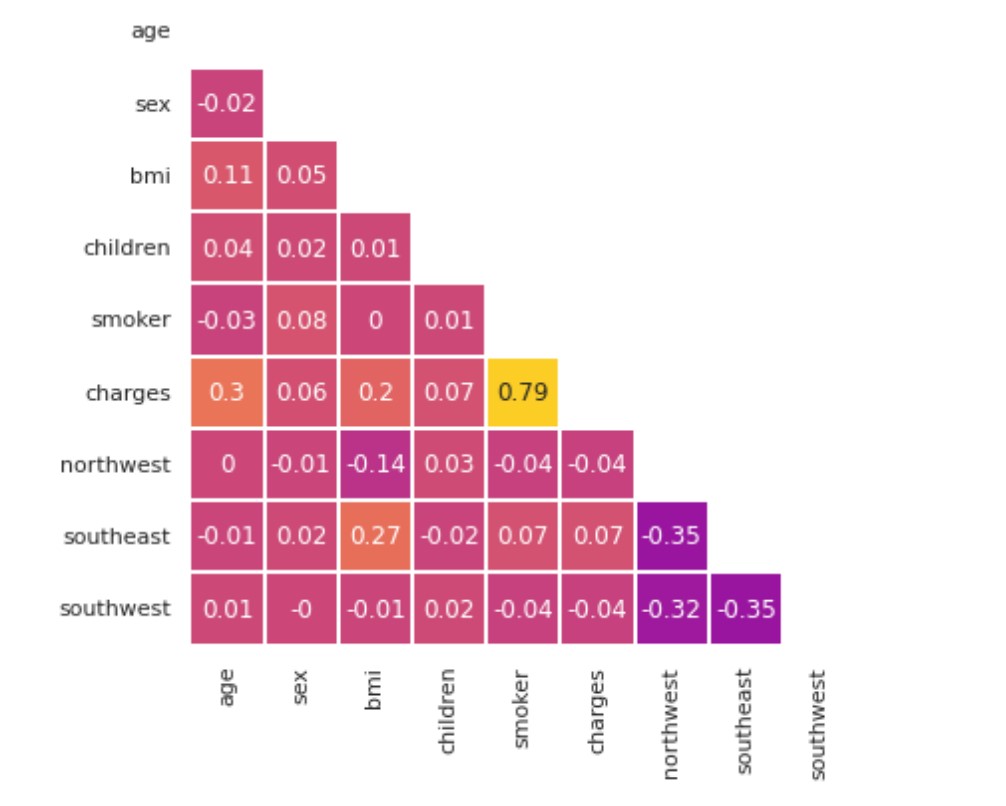 age
sex -0.02
bmi 0.11 0.05
children 0.04 0.02 0.01
smoker -0.03 0.08 0 0.01
charges 0.3 0.06 0.2 0.07 0.79
northwest 0 -0.01 -0.14 0.03 -0.04 -0.04
southeast -0.01 0.02 0.27 -0.02 0.07 0.07 -0.35
southwest 0.01 -0 -0.01 0.02 -0.04 -0.04 -0.32 -0.35
age sex bmi children smoker charges northwest southeast southwest